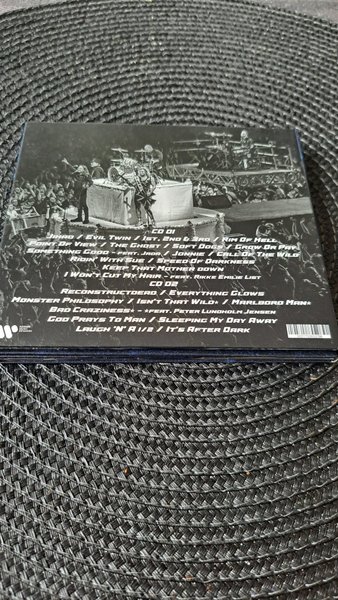 CD 01
Jihad / Evil Twin / 1st, 2nd & 3rd / Rim Of Hell
Point Of View / The Ghost / Soft Dogs / Grow Or Pay
Something Good - feat. Jada / Jonnie / Call Of The Wild
Ridin' With Sue / Speed Of Darkness
Keep That Mother Down
I Won't Cut My Hair - feat. Rikke Emilie List
CD 02
Reconstructdead / Everything Glows
Monster Philosophy / Isn't That Wild* / Marlboro Man*
Bad Craziness* - *feat. Peter Lundholm Jensen
God Prays To Man / Sleeping My Day Away
Laugh 'N' A 1/2 / It's After Dark